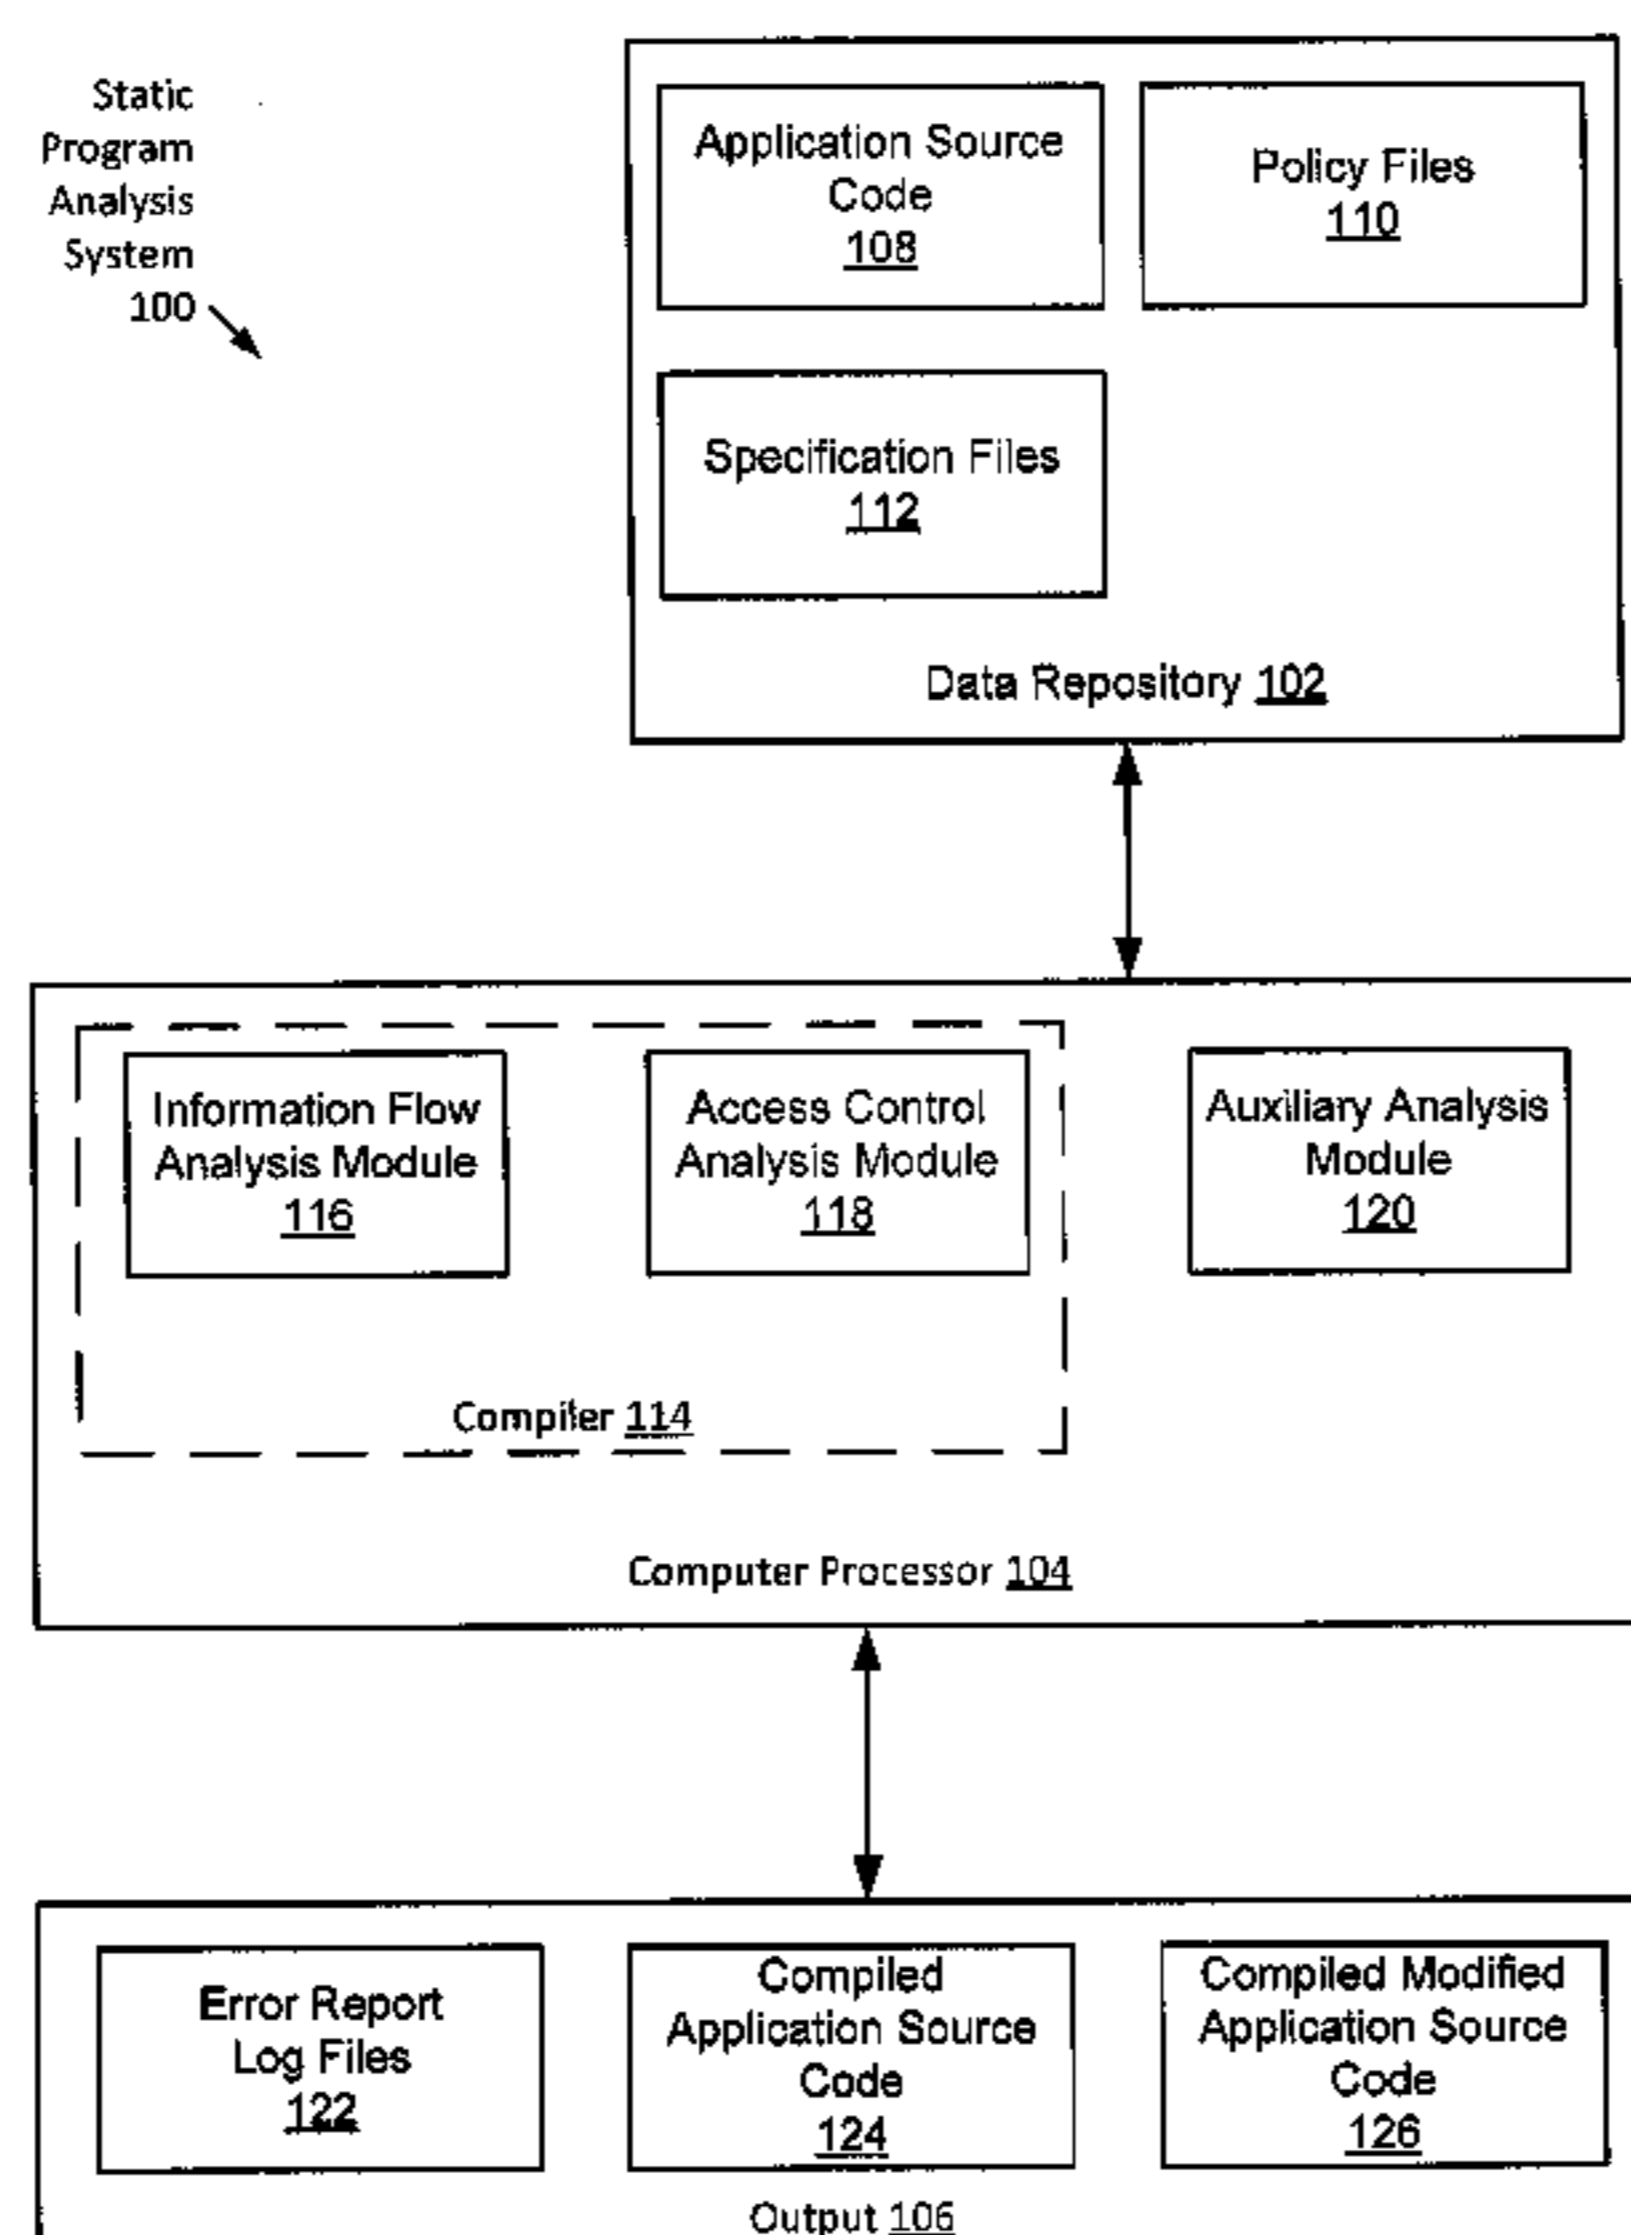 Static
Program
Analysis
System
100
Application Source
Code
108
Policy Files
110
Specification Files
112
Data Repository 102
Information Flow
Analysis Module
116
Access Control
Analysis Module
118
Auxiliary Analysis
Module
120
Compiler 114
Computer Processor 104
Error Report
Log Files
122
Compiled
Application Source
Code
124
Compiled Modified
Application Source
Code
126
Output 106